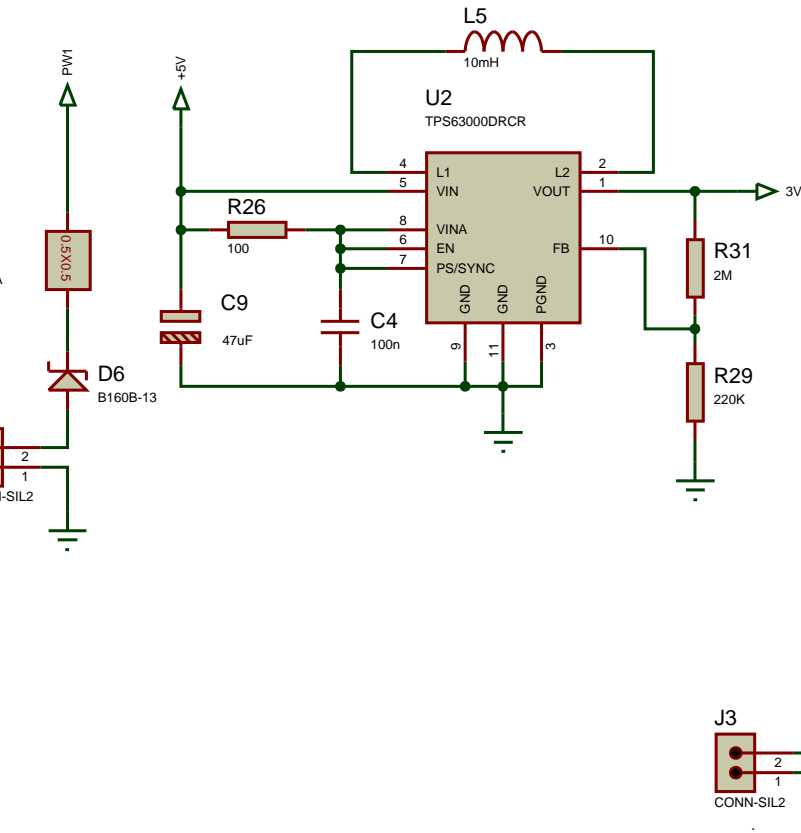 PW1
+5V
L5
10mH
U2
TPS63000DRCR
4
L1
L2
2
5
VIN
VOUT
1
3V
R26
100
8
VINA
6
EN
FB
10
7
PS/SYNC
GND
GND
PGND
9
11
3
0.5X0.5
C9
47uF
C4
100n
R31
2M
R29
220K
D6
B160B-13
2
1
-SIL2
J3
2
1
CONN-SIL2